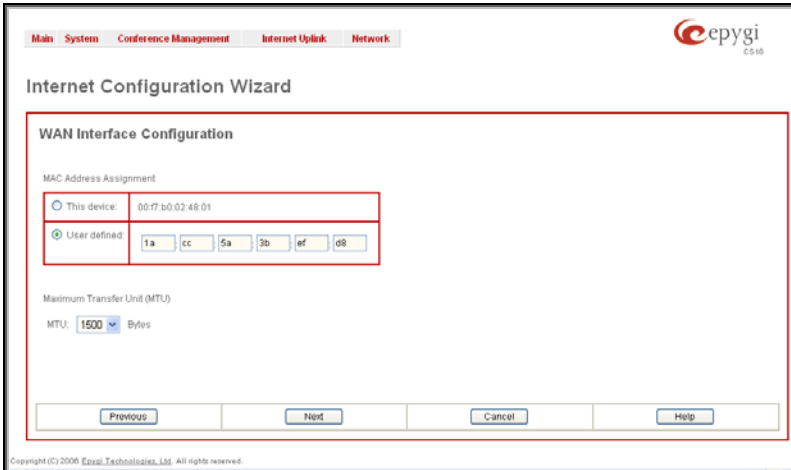 Main System Conference Management Internet Uplink Network
epygi
CS10
Internet Configuration Wizard
WAN Interface Configuration
MAC Address Assignment
This device: 00:f7:b0:02:48:01
User defined: 1a : cc : 5a : 3b : ef : d8
Maximum Transfer Unit (MTU)
MTU: 1500 Bytes
Previous Next Cancel Help
Copyright (C) 2006 Epygi Technologies, Ltd. All rights reserved.